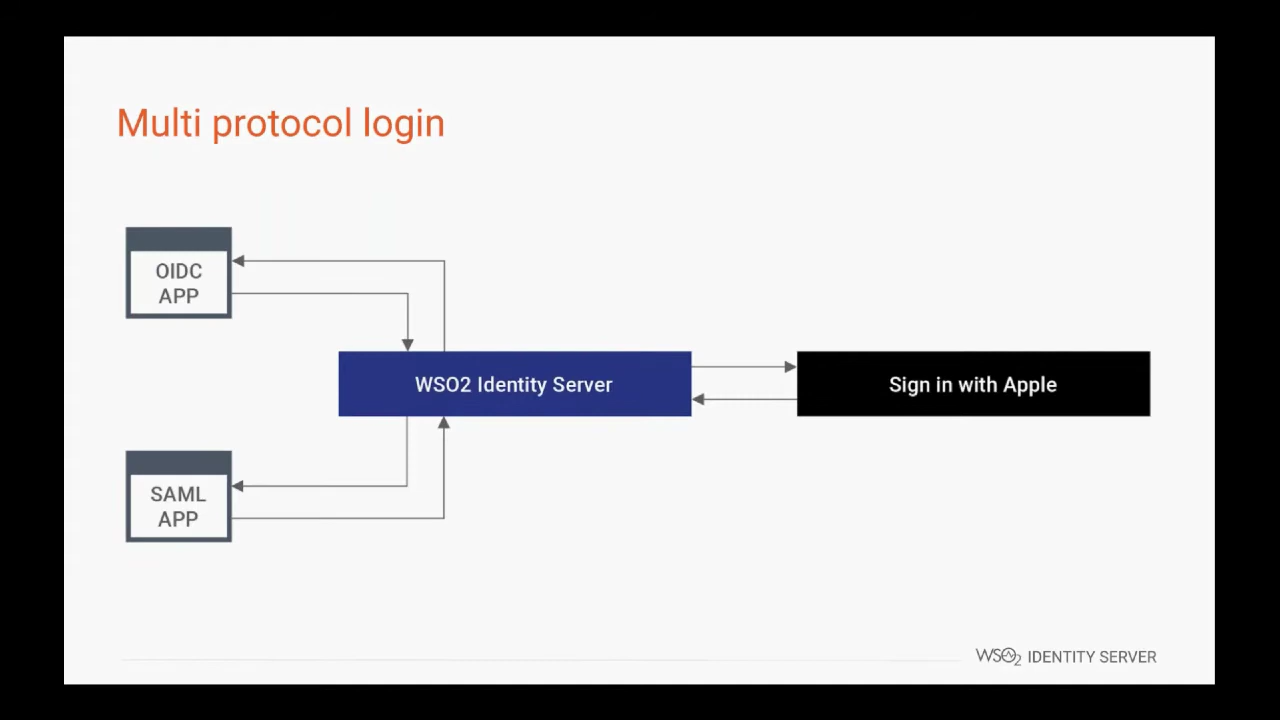 Multi protocol login
OIDC
APP
WSO2 Identity Server
Sign in with Apple
SAML
APP
WSO2 IDENTITY SERVER